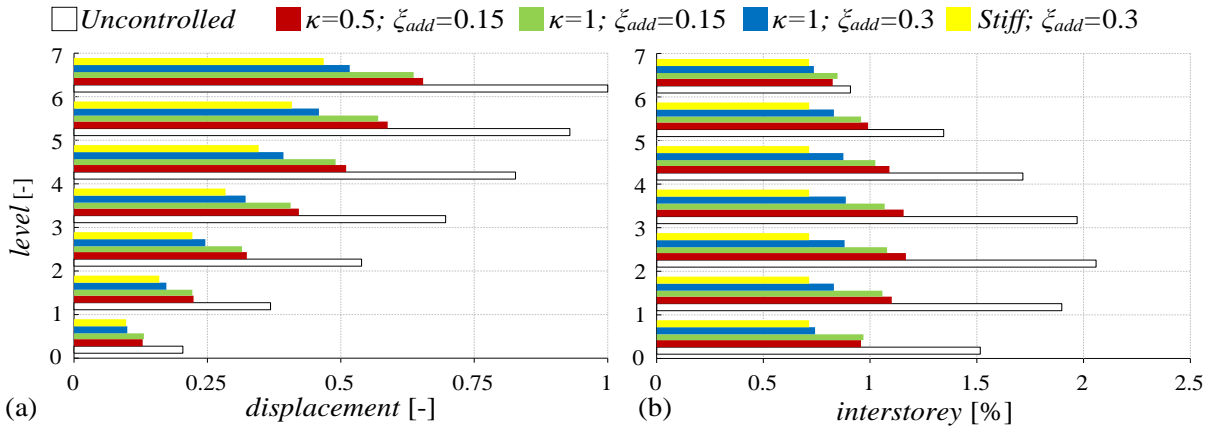 Uncontrolled κ=0.5; ξadd=0.15 κ=1; ξadd=0.15 κ=1; ξadd=0.3 Stiff; ξadd=0.3
level [-]
7
6
5
4
3
2
1
0
0 0.25 0.5 0.75 1
(a) displacement [-]
7
6
5
4
3
2
1
0
0 0.5 1 1.5 2 2.5
(b) interstorey [%]